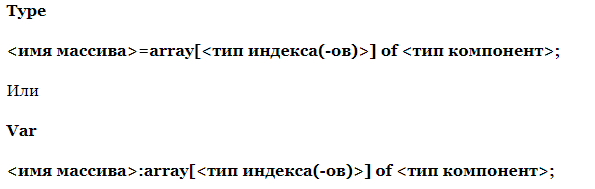 Type
<имя массива>=array[<тип индекса(-ов)>] of <тип компонент>;
Или
Var
<имя массива>:array[<тип индекса(-ов)>] of <тип компонент>;